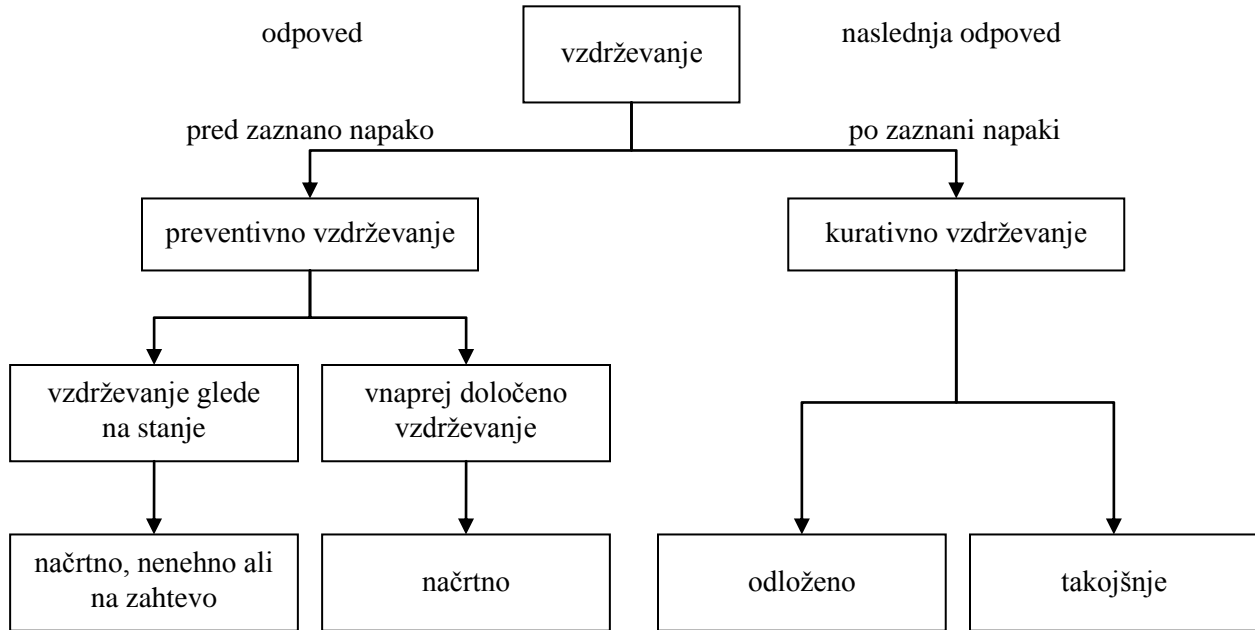 odpoved
vzdrževanje
naslednja odpoved
pred zaznano napako
po zaznani napaki
preventivno vzdrževanje
kurativno vzdrževanje
vzdrževanje glede
na stanje
vnaprej določeno
vzdrževanje
načrtno, nenehno ali
na zahtevo
načrtno
odloženo
takojšnje